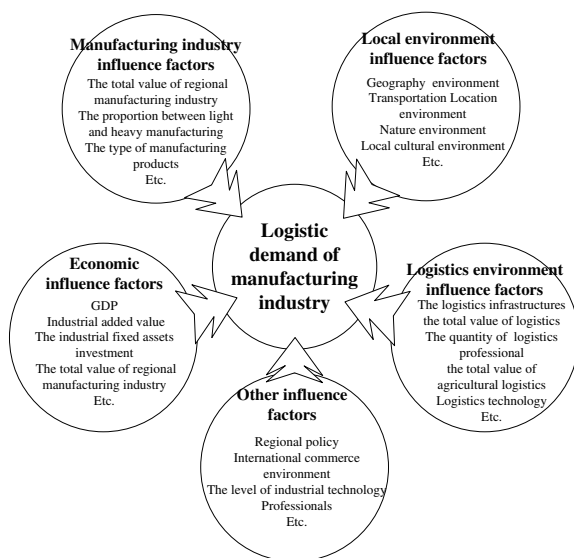 Manufacturing industry
influence factors
The total value of regional
manufacturing industry
The proportion between light
and heavy manufacturing
The type of manufacturing
products
Etc.
Local environment
influence factors
Geography environment
Transportation Location
environment
Nature environment
Local cultural environment
Etc.
Logistic
demand of
manufacturing
industry
Economic
influence factors
GDP
Industrial added value
The industrial fixed assets
investment
The total value of regional
manufacturing industry
Etc.
Logistics environment
influence factors
The logistics infrastructures
the total value of logistics
The quantity of logistics
professional
the total value of
agricultural logistics
Logistics technology
Etc.
Other influence
factors
Regional policy
International commerce
environment
The level of industrial technology
Professionals
Etc.